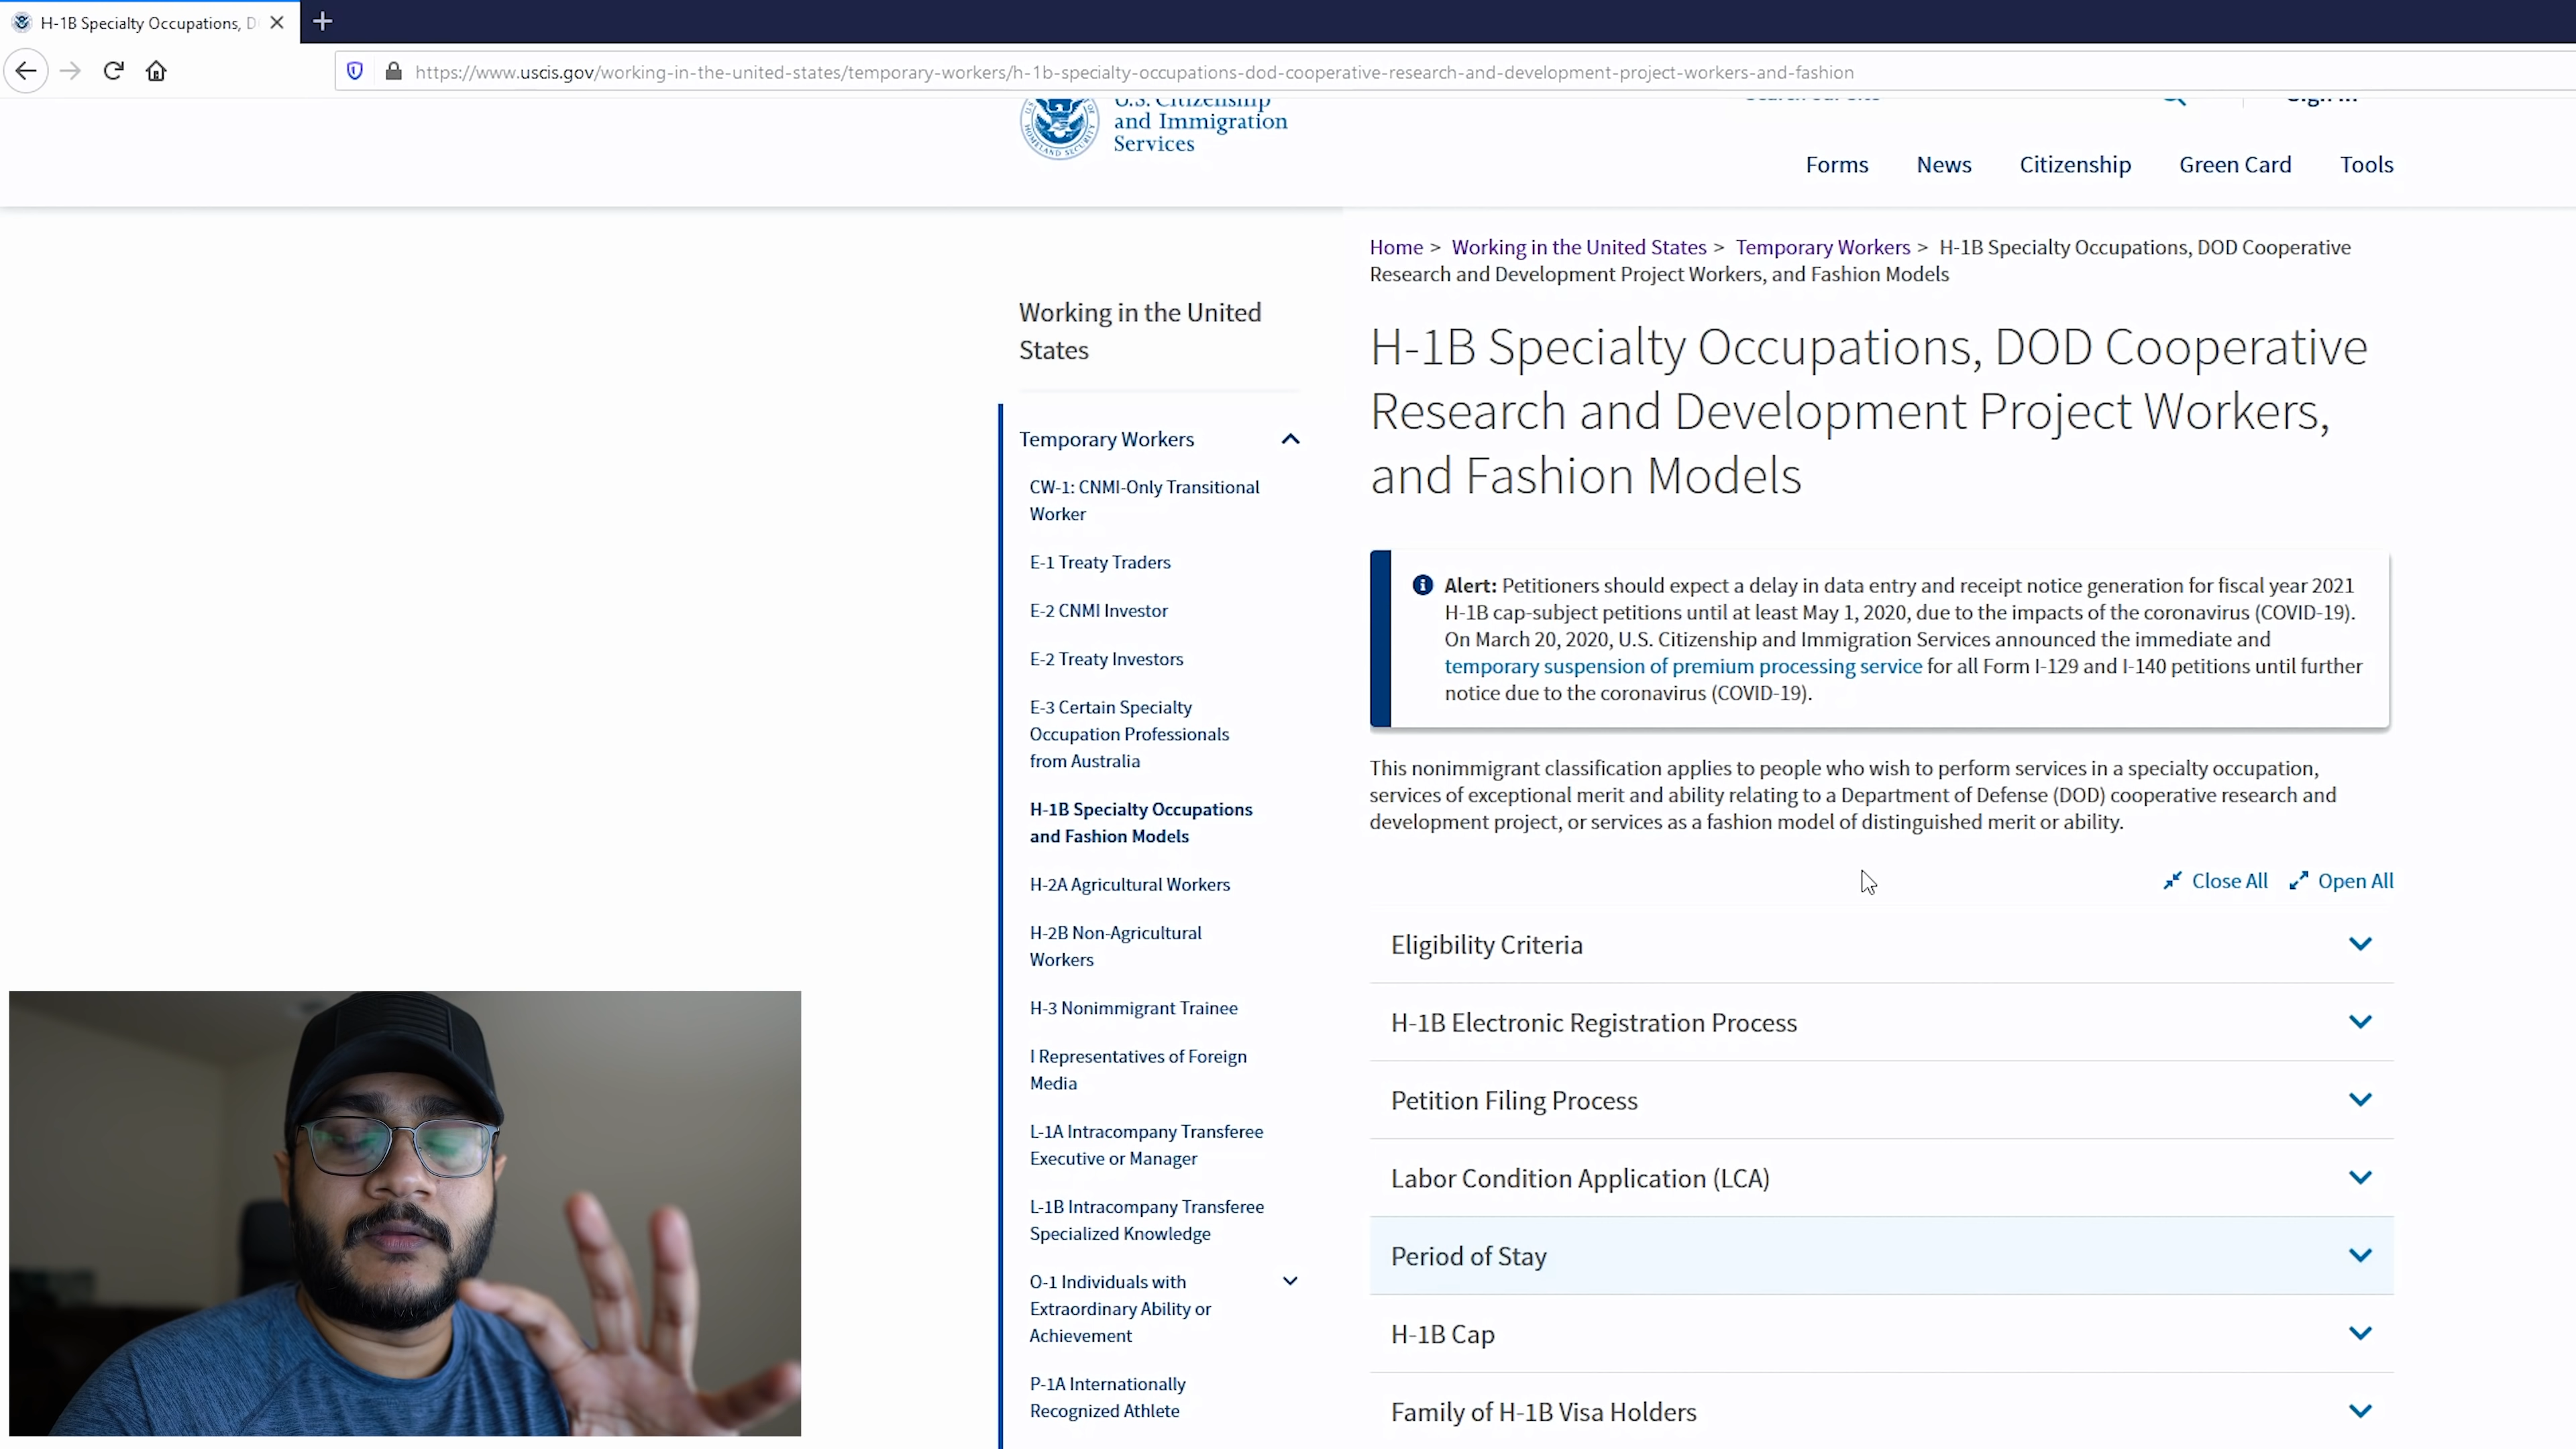 H-1B Specialty Occupations, D
https://www.uscis.gov/working-in-the-united-states/temporary-workers/h-1b-specialty-occupations-dod-cooperative-research-and-development-project-workers-and-fashion
U.S. Citizenship
and Immigration
Services
Search our Site
Sign In
Forms News Citizenship Green Card Tools
Home > Working in the United States > Temporary Workers > H-1B Specialty Occupations, DOD Cooperative
Research and Development Project Workers, and Fashion Models
Working in the United
States
Temporary Workers
CW-1: CNMI-Only Transitional
Worker
E-1 Treaty Traders
E-2 CNMI Investor
E-2 Treaty Investors
E-3 Certain Specialty
Occupation Professionals
from Australia
H-1B Specialty Occupations
and Fashion Models
H-2A Agricultural Workers
H-2B Non-Agricultural
Workers
H-3 Nonimmigrant Trainee
I Representatives of Foreign
Media
L-1A Intracompany Transferee
Executive or Manager
L-1B Intracompany Transferee
Specialized Knowledge
O-1 Individuals with
Extraordinary Ability or
Achievement
P-1A Internationally
Recognized Athlete
H-1B Specialty Occupations, DOD Cooperative
Research and Development Project Workers,
and Fashion Models
Alert: Petitioners should expect a delay in data entry and receipt notice generation for fiscal year 2021
H-1B cap-subject petitions until at least May 1, 2020, due to the impacts of the coronavirus (COVID-19).
On March 20, 2020, U.S. Citizenship and Immigration Services announced the immediate and
temporary suspension of premium processing service for all Form I-129 and I-140 petitions until further
notice due to the coronavirus (COVID-19).
This nonimmigrant classification applies to people who wish to perform services in a specialty occupation,
services of exceptional merit and ability relating to a Department of Defense (DOD) cooperative research and
development project, or services as a fashion model of distinguished merit or ability.
Close All Open All
Eligibility Criteria
H-1B Electronic Registration Process
Petition Filing Process
Labor Condition Application (LCA)
Period of Stay
H-1B Cap
Family of H-1B Visa Holders